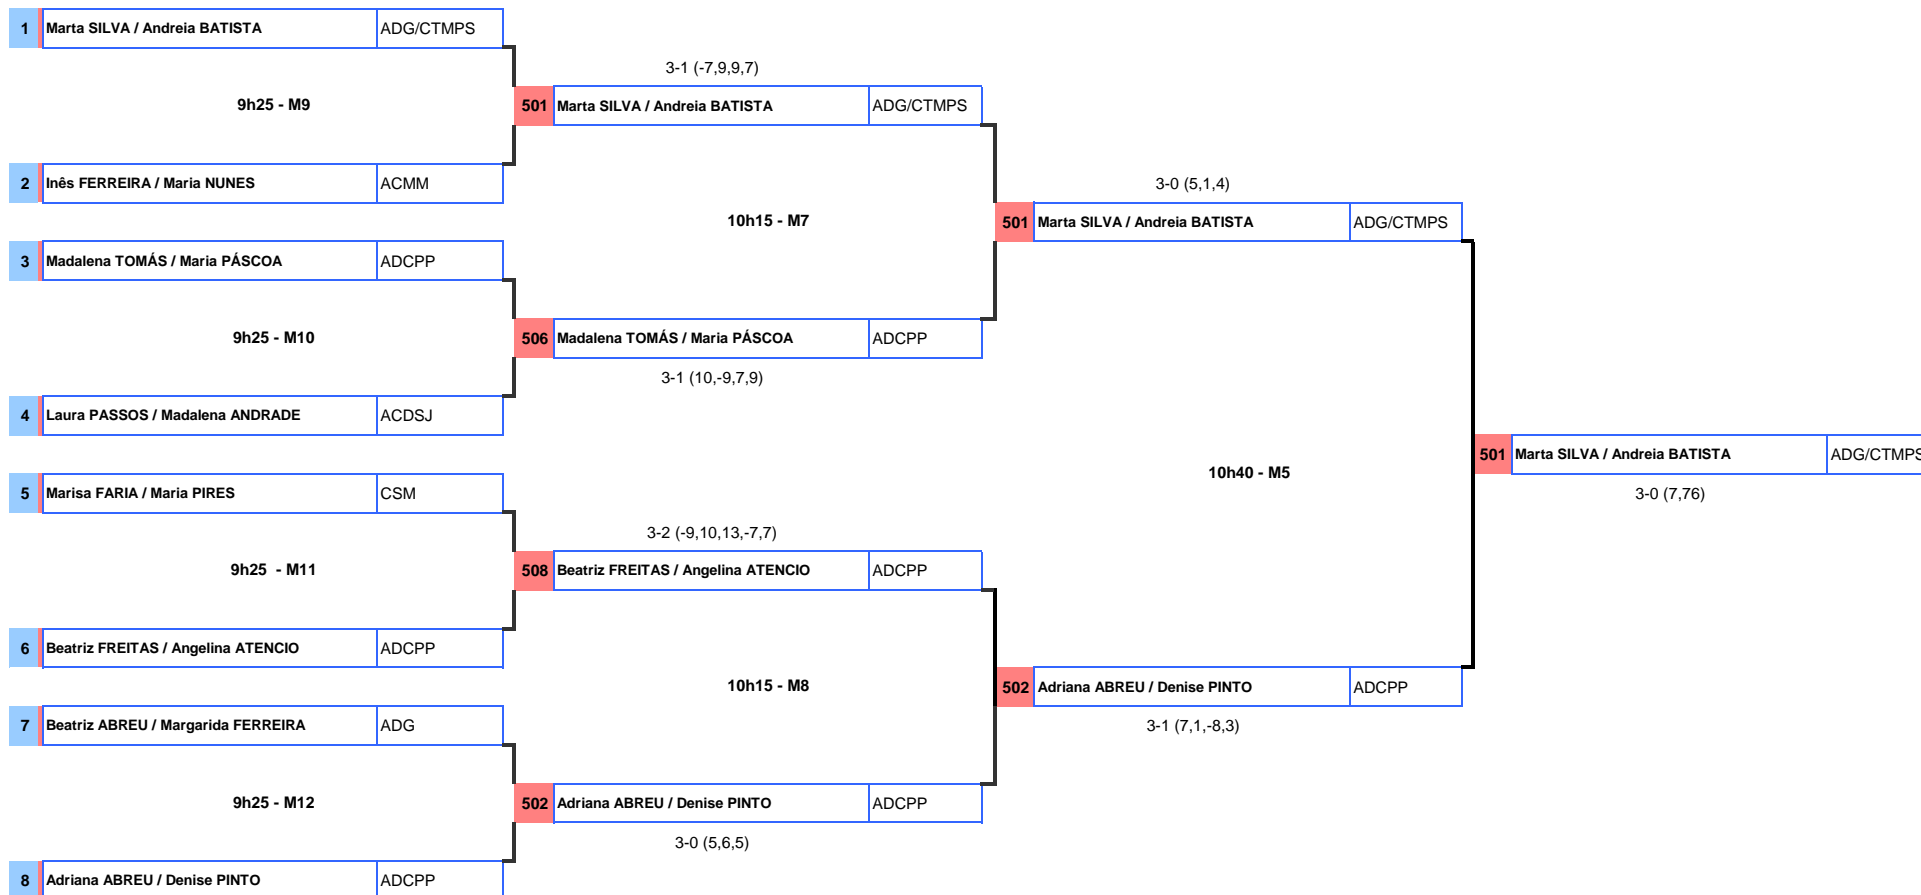 1 Marta SILVA / Andreia BATISTA ADG/CTMPS
3-1 (-7,9,9,7)
9h25 - M9 501 Marta SILVA / Andreia BATISTA ADG/CTMPS
2 Inês FERREIRA / Maria NUNES ACMM
3-0 (5,1,4)
10h15 - M7 501 Marta SILVA / Andreia BATISTA ADG/CTMPS
3 Madalena TOMÁS / Maria PÁSCOA ADCPP
9h25 - M10 506 Madalena TOMÁS / Maria PÁSCOA ADCPP
3-1 (10,-9,7,9)
4 Laura PASSOS / Madalena ANDRADE ACDSJ
501 Marta SILVA / Andreia BATISTA ADG/CTMPS
10h40 - M5
5 Marisa FARIA / Maria PIRES CSM
3-0 (7,76)
3-2 (-9,10,13,-7,7)
9h25  - M11 508 Beatriz FREITAS / Angelina ATENCIO ADCPP
6 Beatriz FREITAS / Angelina ATENCIO ADCPP
10h15 - M8 502 Adriana ABREU / Denise PINTO ADCPP
7 Beatriz ABREU / Margarida FERREIRA ADG
3-1 (7,1,-8,3)
9h25 - M12 502 Adriana ABREU / Denise PINTO ADCPP
3-0 (5,6,5)
8 Adriana ABREU / Denise PINTO ADCPP